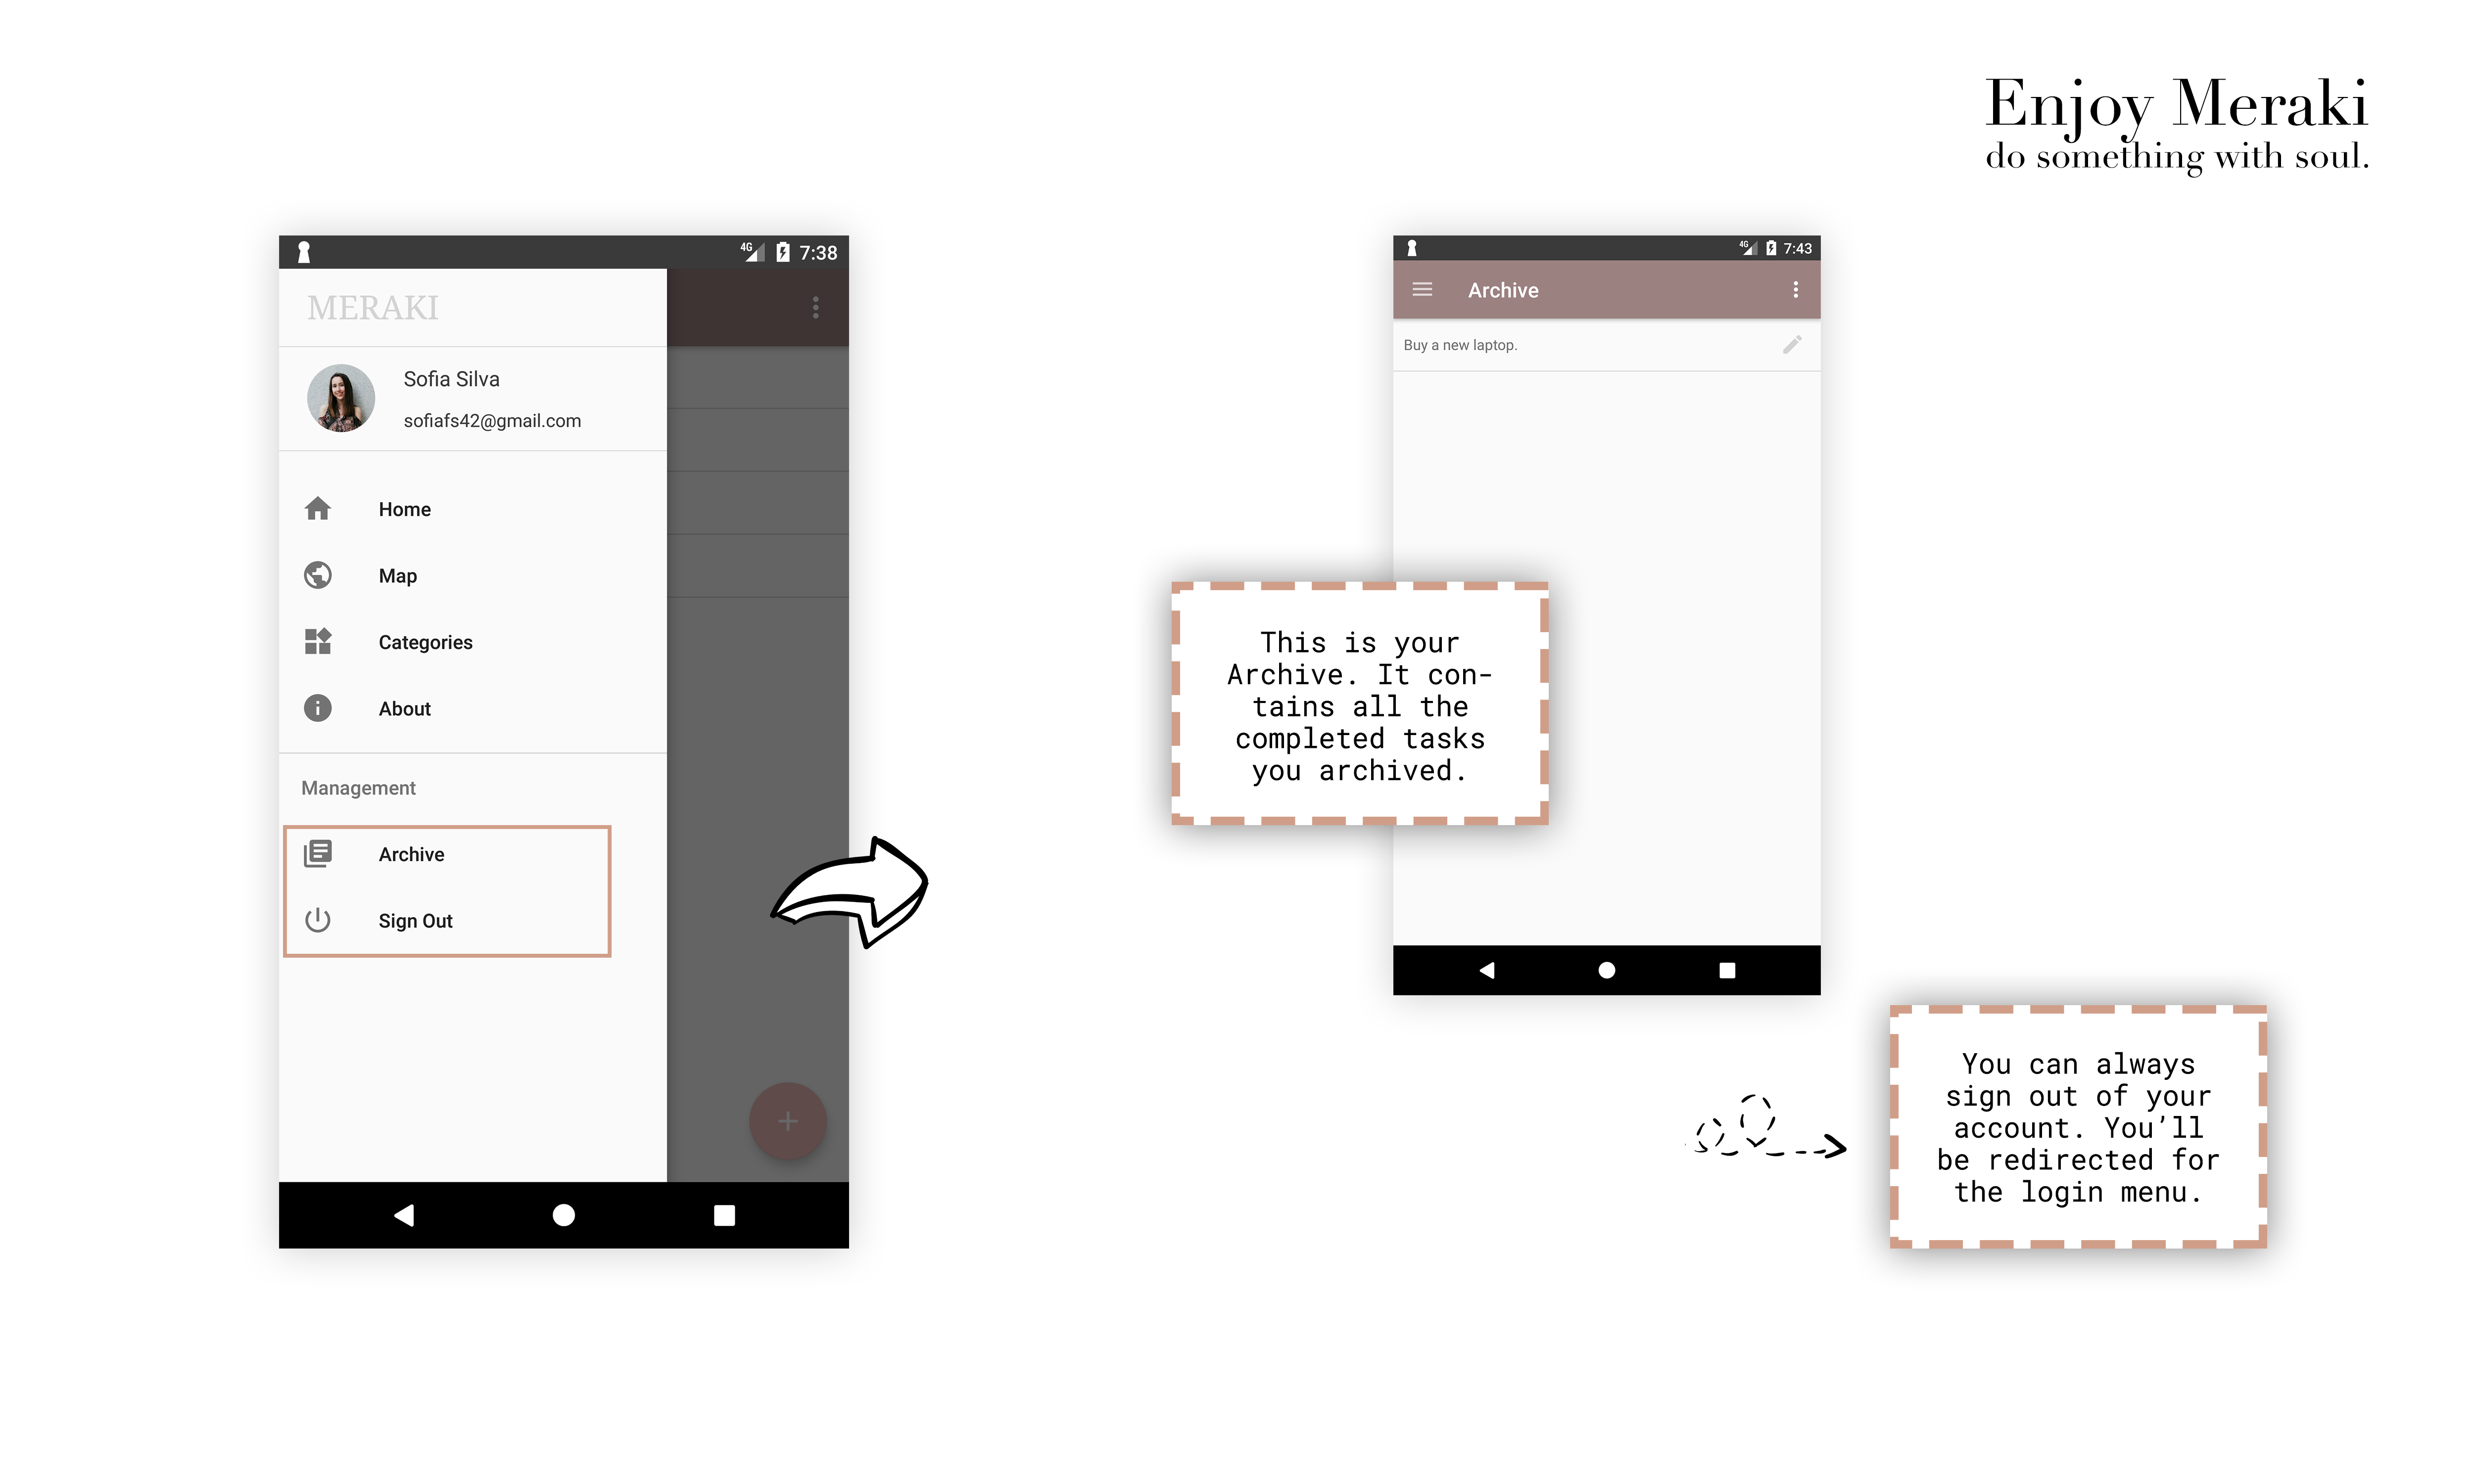 Enjoy Meraki
do something with soul.
4G 7:38
MERAKI
Sofia Silva
sofiafs42@gmail.com
Home
Map
Categories
About
Management
Archive
Sign Out
4G 7:43
Archive
Buy a new laptop.
This is your
Archive. It con-
tains all the
completed tasks
you archived.
You can always
sign out of your
account. You’ll
be redirected for
the login menu.